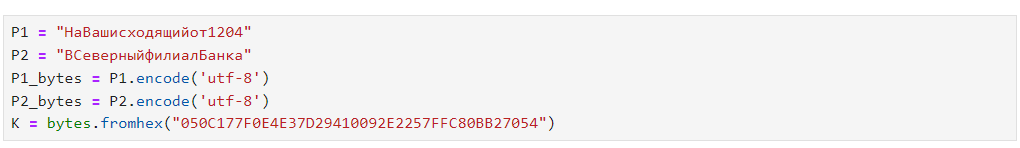 P1 = "НаВашисходящийот1204"
P2 = "ВСеверныйфилиалБанка"
P1_bytes = P1.encode('utf-8')
P2_bytes = P2.encode('utf-8')
K = bytes.fromhex("050C177F0E4E37D29410092E2257FFC80BB27054")